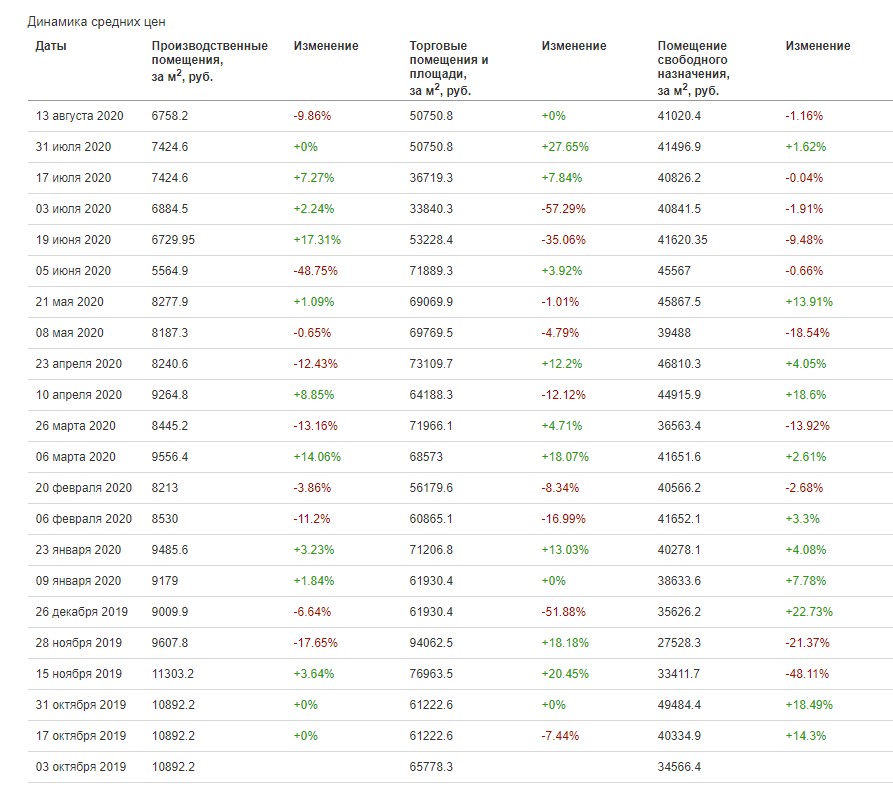 Динамика средних цен
Даты Производственные помещения, за м², руб. Изменение Торговые помещения и площади, за м², руб. Изменение Помещение свободного назначения, за м², руб. Изменение
13 августа 2020 6758.2 -9.86% 50750.8 +0% 41020.4 -1.16%
31 июля 2020 7424.6 +0% 50750.8 +27.65% 41496.9 +1.62%
17 июля 2020 7424.6 +7.27% 36719.3 +7.84% 40826.2 -0.04%
03 июля 2020 6884.5 +2.24% 33840.3 -57.29% 40841.5 -1.91%
19 июня 2020 6729.95 +17.31% 53228.4 -35.06% 41620.35 -9.48%
05 июня 2020 5564.9 -48.75% 71889.3 +3.92% 45567 -0.66%
21 мая 2020 8277.9 +1.09% 69069.9 -1.01% 45867.5 +13.91%
08 мая 2020 8187.3 -0.65% 69769.5 -4.79% 39488 -18.54%
23 апреля 2020 8240.6 -12.43% 73109.7 +12.2% 46810.3 +4.05%
10 апреля 2020 9264.8 +8.85% 64188.3 -12.12% 44915.9 +18.6%
26 марта 2020 8445.2 -13.16% 71966.1 +4.71% 36563.4 -13.92%
06 марта 2020 9556.4 +14.06% 68573 +18.07% 41651.6 +2.61%
20 февраля 2020 8213 -3.86% 56179.6 -8.34% 40566.2 -2.68%
06 февраля 2020 8530 -11.2% 60865.1 -16.99% 41652.1 +3.3%
23 января 2020 9485.6 +3.23% 71206.8 +13.03% 40278.1 +4.08%
09 января 2020 9179 +1.84% 61930.4 +0% 38633.6 +7.78%
26 декабря 2019 9009.9 -6.64% 61930.4 -51.88% 35626.2 +22.73%
28 ноября 2019 9607.8 -17.65% 94062.5 +18.18% 27528.3 -21.37%
15 ноября 2019 11303.2 +3.64% 76963.5 +20.45% 33411.7 -48.11%
31 октября 2019 10892.2 +0% 61222.6 +0% 49484.4 +18.49%
17 октября 2019 10892.2 +0% 61222.6 -7.44% 40334.9 +14.3%
03 октября 2019 10892.2 65778.3 34566.4